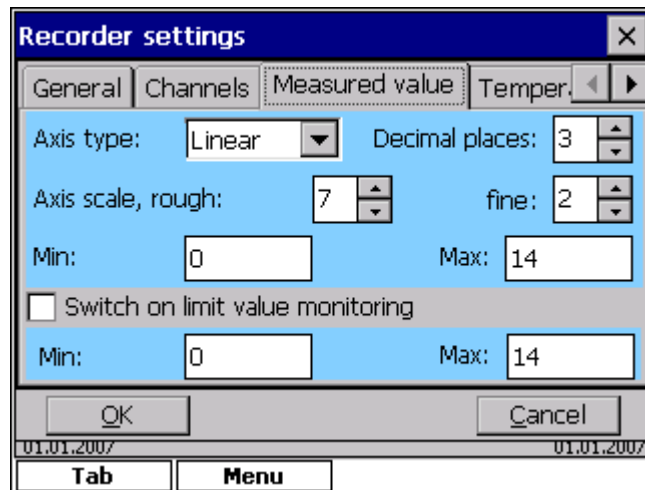 Recorder settings
General Channels Measured value Temper.
Axis type: Linear Decimal places: 3
Axis scale, rough: 7 fine: 2
Min: 0 Max: 14
Switch on limit value monitoring
Min: 0 Max: 14
OK Cancel
01.01.2007 01.01.2007
Tab Menu